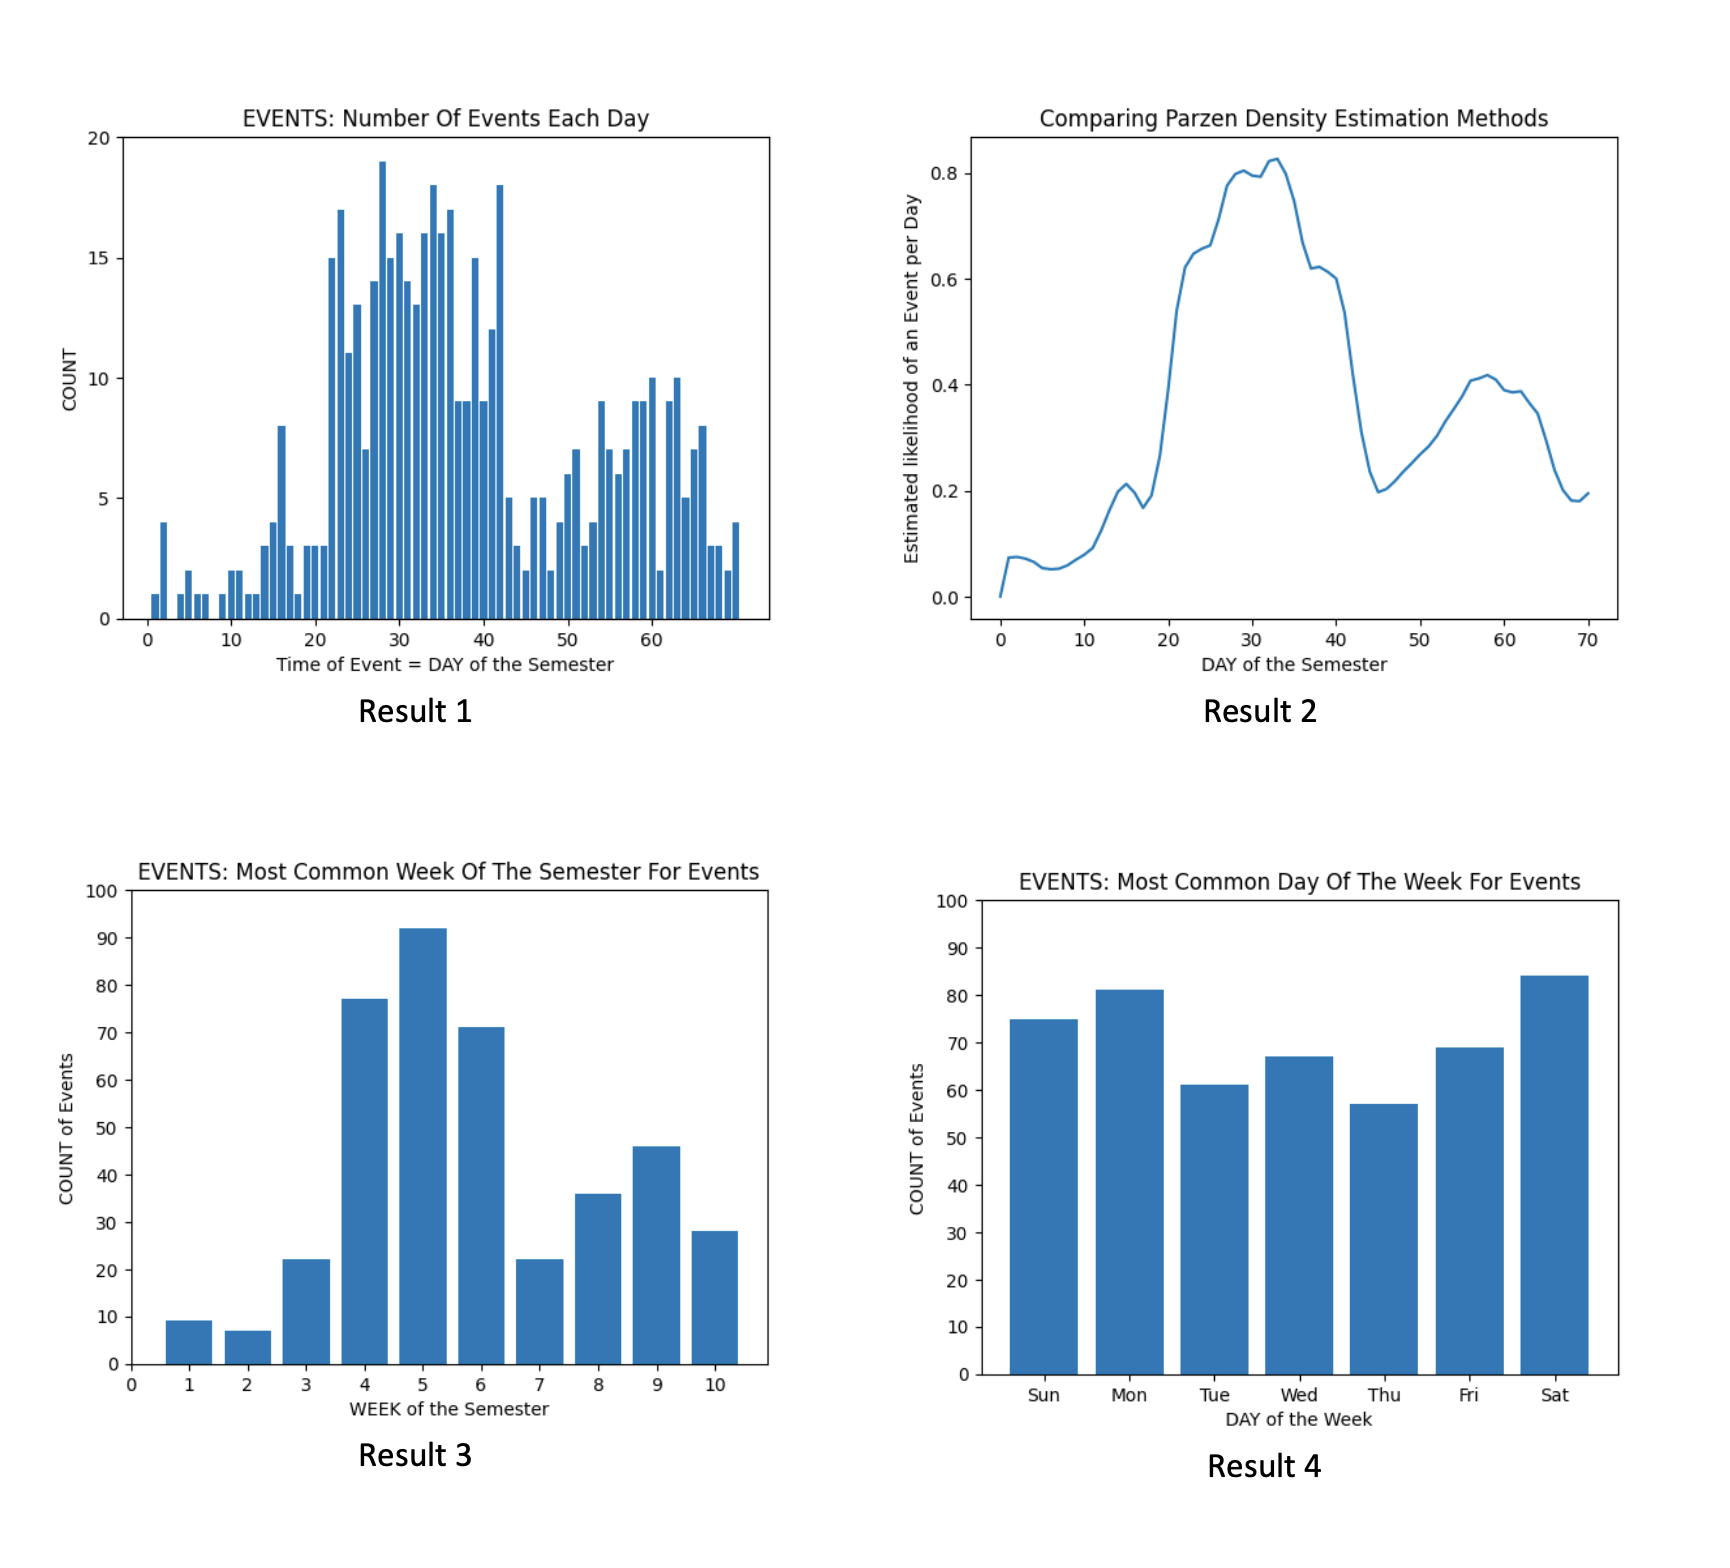 EVENTS: Number Of Events Each Day
COUNT
20
15
10
5
0
0 10 20 30 40 50 60
Time of Event = DAY of the Semester
Result 1
Comparing Parzen Density Estimation Methods
Estimated likelihood of an Event per Day
0.8
0.6
0.4
0.2
0.0
0 10 20 30 40 50 60 70
DAY of the Semester
Result 2
EVENTS: Most Common Week Of The Semester For Events
COUNT of Events
100
90
80
70
60
50
40
30
20
10
0
0 1 2 3 4 5 6 7 8 9 10
WEEK of the Semester
Result 3
EVENTS: Most Common Day Of The Week For Events
COUNT of Events
100
90
80
70
60
50
40
30
20
10
0
Sun Mon Tue Wed Thu Fri Sat
DAY of the Week
Result 4